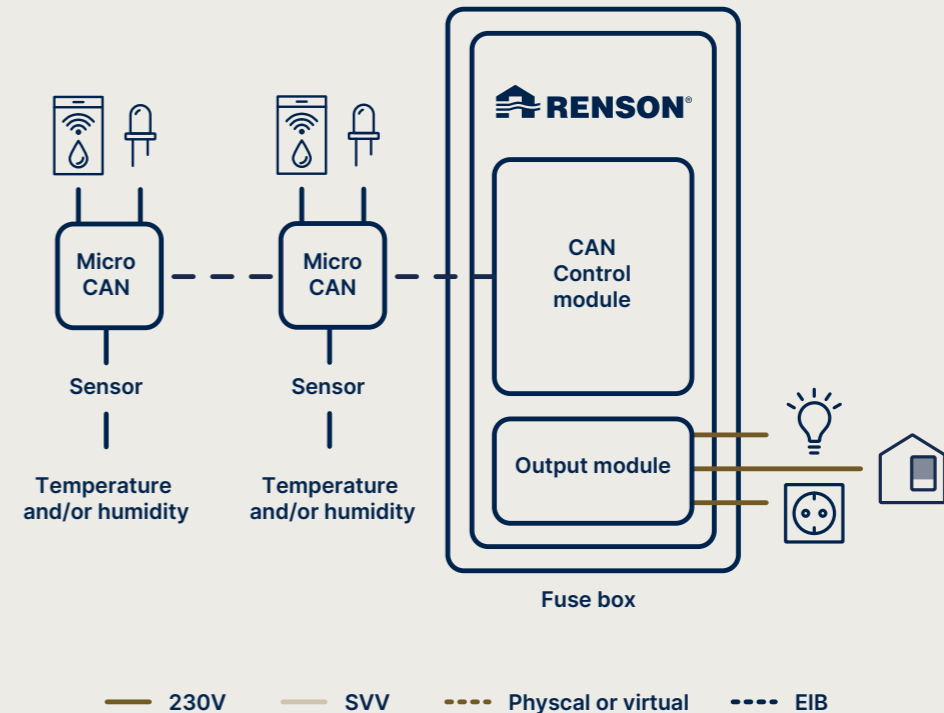 RENSON®
Micro
CAN
Micro
CAN
CAN
Control
module
Sensor
Sensor
Output module
Temperature
and/or humidity
Temperature
and/or humidity
Fuse box
230V
SVV
Physcal or virtual
EIB